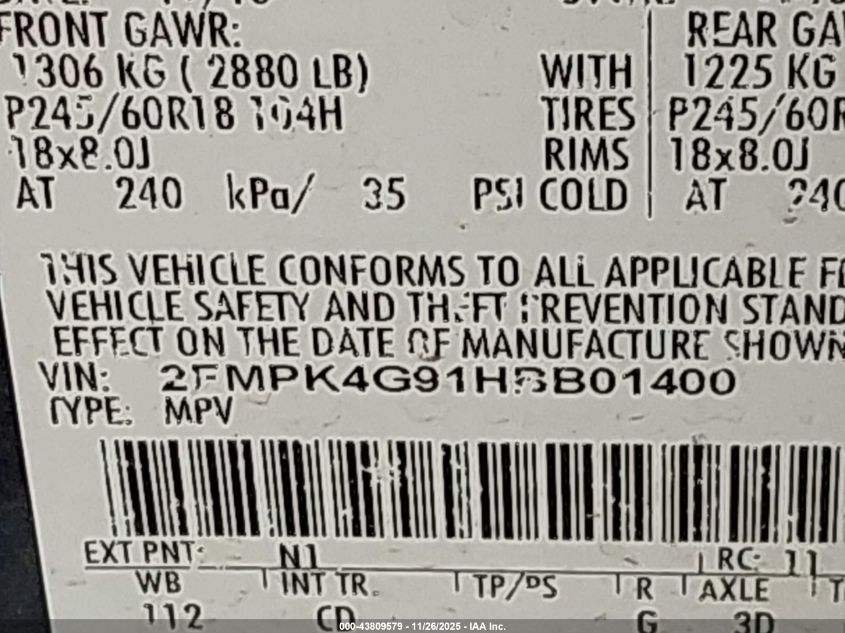 FRONT GAWR: REAR GA
1306 KG ( 2880 LB) WITH 1225 KG
P245/60R18 104H TIRES P245/60R
18x8.0J RIMS 18x8.0J
AT 240 kPa/ 35 PSI COLD AT 240
THIS VEHICLE CONFORMS TO ALL APPLICABLE FE
VEHICLE SAFETY AND THEFT PREVENTION STAND
EFFECT ON THE DATE OF MANUFACTURE SHOWN
VIN: 2FMPK4G91HBB01400
TYPE: MPV
EXT PNT: N1 RC: 11
WB INT TR. TP/PS R AXLE T
112 CD G 3D
000-43809579 - 11/26/2025 - IAA Inc.